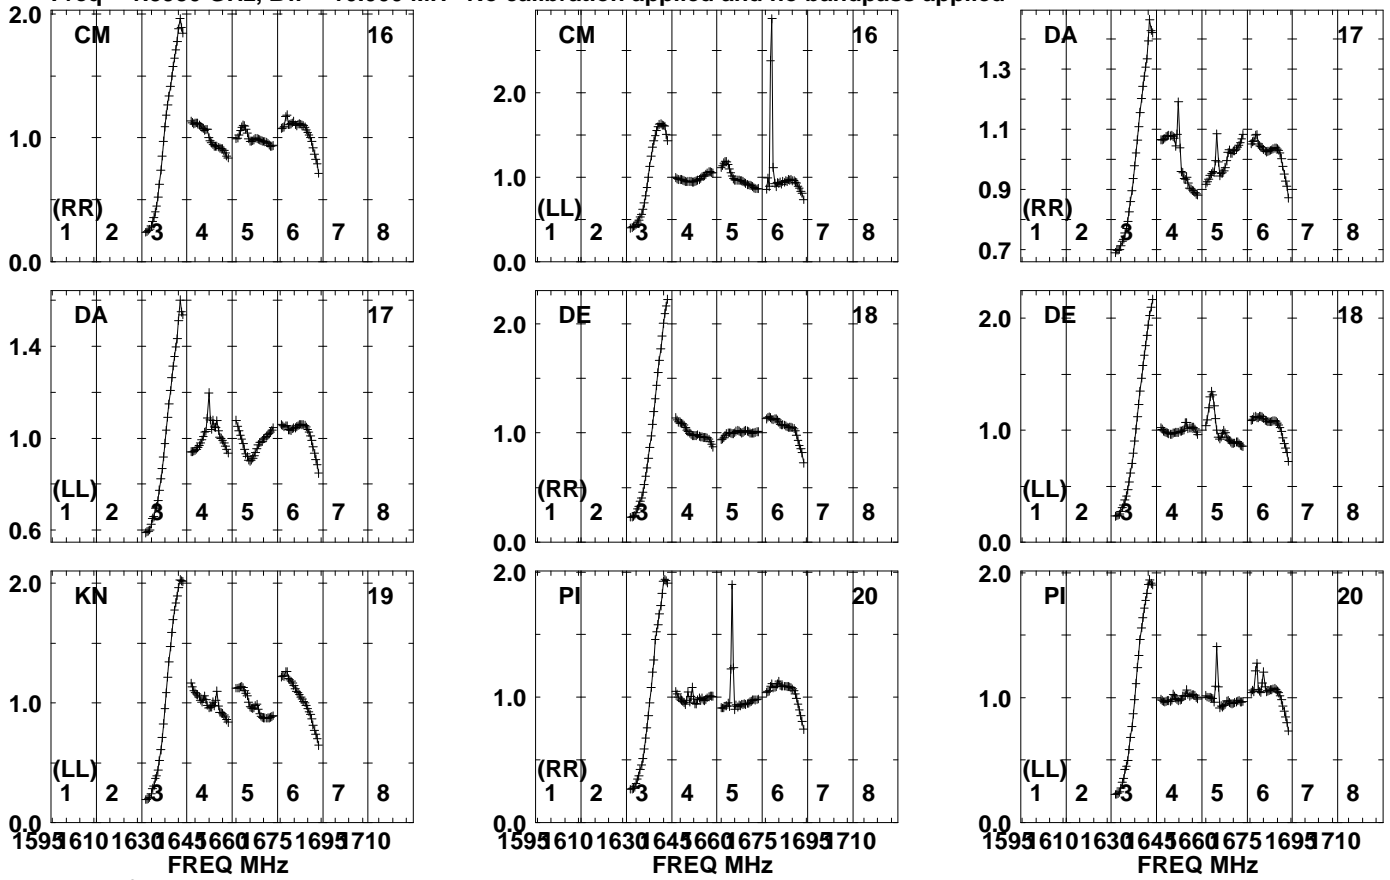 2.0 CM 16
1.0
(RR)
1 2 3 4 5 6 7 8
0.0
CM 16
2.0
1.0
(LL)
1 2 3 4 5 6 7 8
0.0
DA 17
1.3
1.1
0.9
(RR)
1 2 3 4 5 6 7 8
0.7
DA 17
1.4
1.0
(LL)
1 2 3 4 5 6 7 8
0.6
DE 18
2.0
1.0
(RR)
1 2 3 4 5 6 7 8
0.0
DE 18
2.0
1.0
(LL)
1 2 3 4 5 6 7 8
0.0
2.0 KN 19
1.0
(LL)
1 2 3 4 5 6 7 8
0.0
1595 1610 1630 1645 1660 1675 1695 1710
FREQ MHz
2.0 PI 20
1.0
(RR)
1 2 3 4 5 6 7 8
0.0
1595 1610 1630 1645 1660 1675 1695 1710
FREQ MHz
2.0 PI 20
1.0
(LL)
1 2 3 4 5 6 7 8
0.0
1595 1610 1630 1645 1660 1675 1695 1710
FREQ MHz